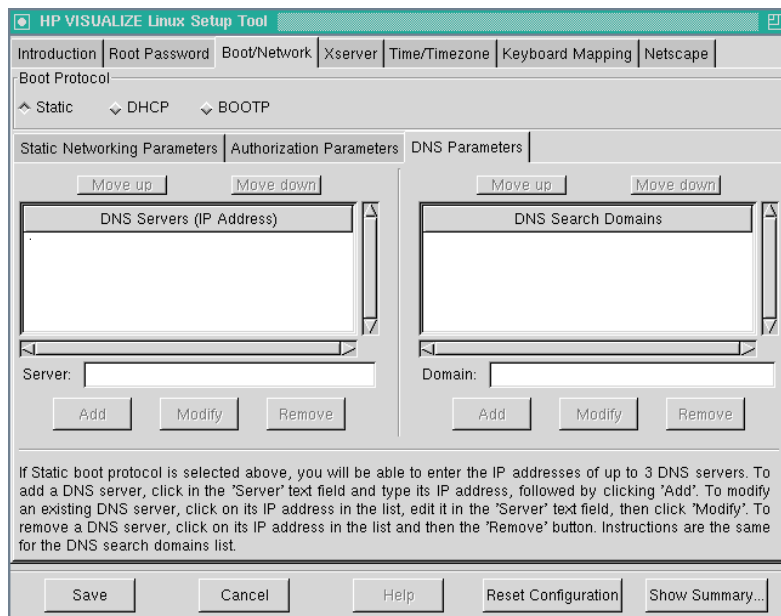 HP VISUALIZE Linux Setup Tool
Introduction Root Password Boot/Network Xserver Time/Timezone Keyboard Mapping Netscape
Boot Protocol
Static DHCP BOOTP
Static Networking Parameters Authorization Parameters DNS Parameters
Move up Move down Move up Move down
DNS Servers (IP Address) DNS Search Domains
Server: Domain:
Add Modify Remove Add Modify Remove
If Static boot protocol is selected above, you will be able to enter the IP addresses of up to 3 DNS servers. To
add a DNS server, click in the 'Server' text field and type its IP address, followed by clicking 'Add'. To modify
an existing DNS server, click on its IP address in the list, edit it in the 'Server' text field, then click 'Modify'. To
remove a DNS server, click on its IP address in the list and then the 'Remove' button. Instructions are the same
for the DNS search domains list.
Save Cancel Help Reset Configuration Show Summary...